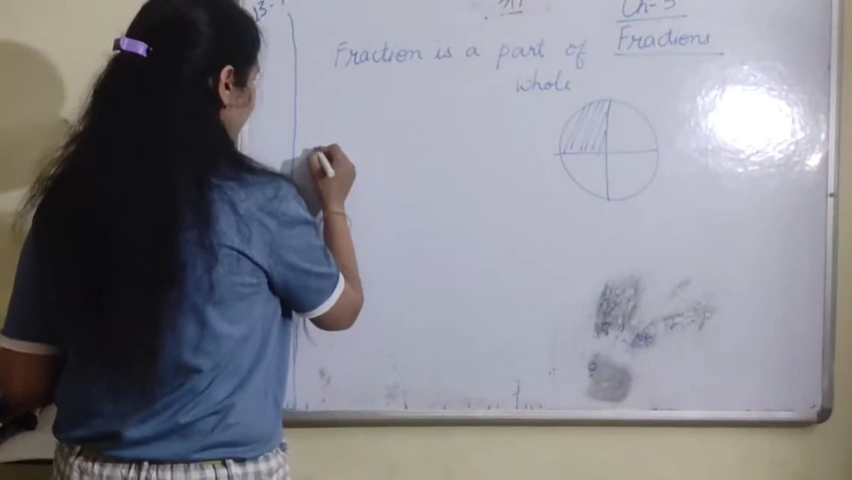 Ch-5
Fractions
Fraction is a part of
whole